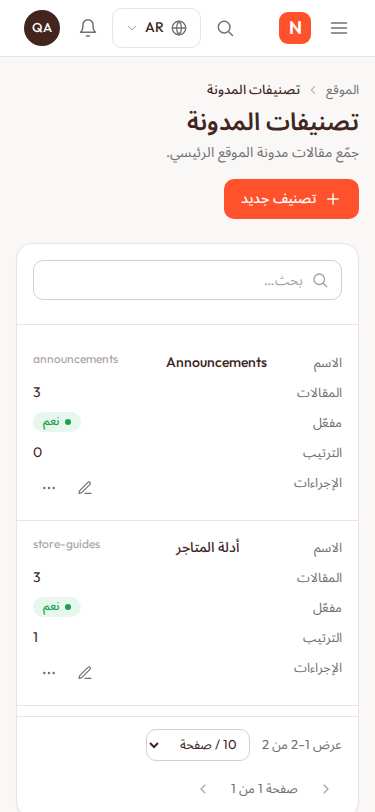 N AR QA
الموقع › تصنيفات المدونة
تصنيفات المدونة
جمّع مقالات مدونة الموقع الرئيسي.
+ تصنيف جديد
بحث...
الاسم Announcements announcements
المقالات 3
مفعّل نعم
الترتيب 0
الإجراءات
الاسم أدلة المتاجر store-guides
المقالات 3
مفعّل نعم
الترتيب 1
الإجراءات
عرض 1-2 من 2 10 / صفحة
صفحة 1 من 1